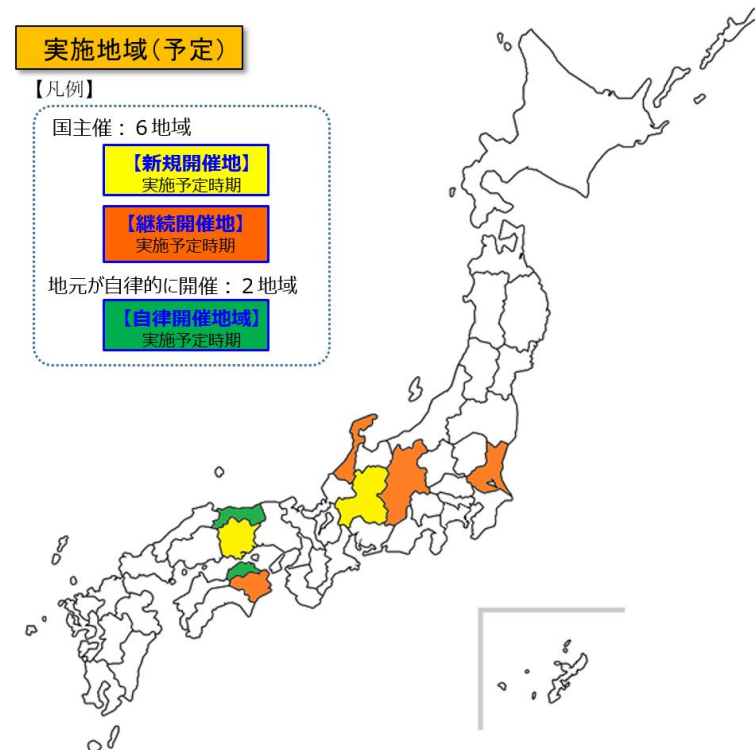 実施地域（予定）
【凡例】
国主催：６地域
【新規開催地】
実施予定時期
【継続開催地】
実施予定時期
地元が自律的に開催：２地域
【自律開催地域】
実施予定時期